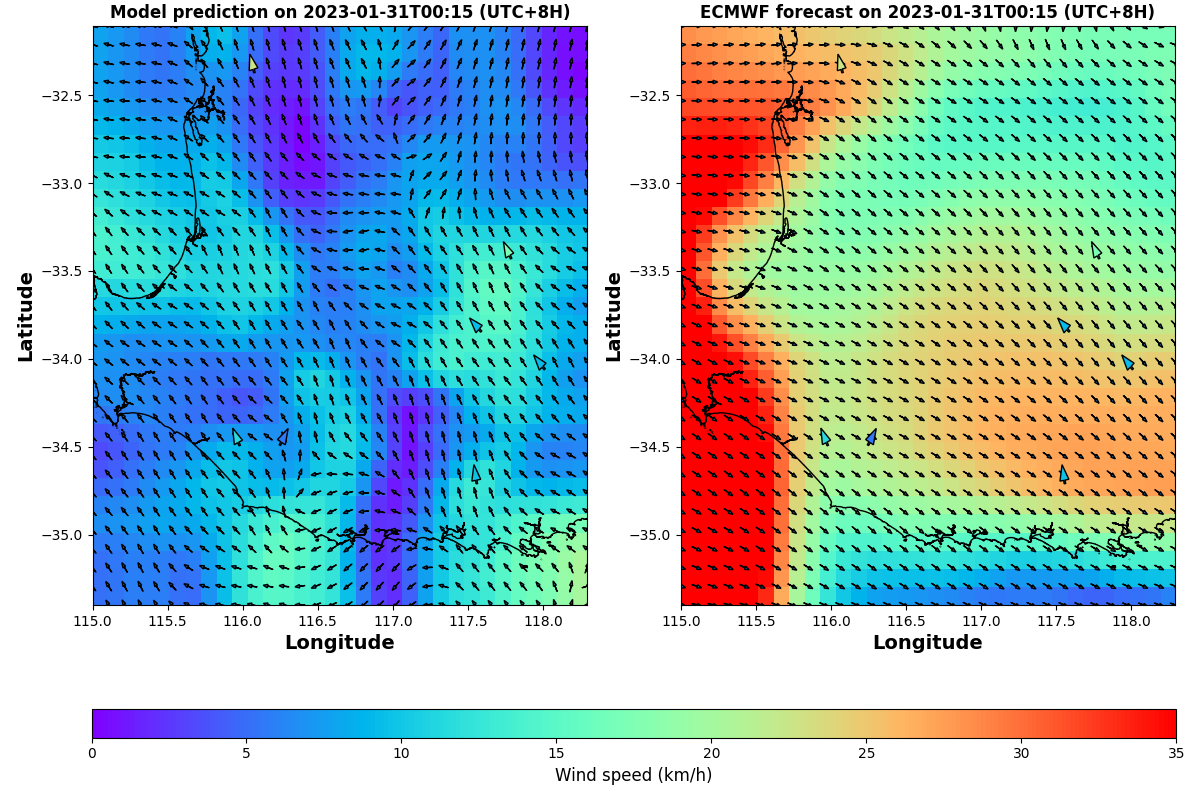 Model prediction on 2023-01-31T00:15 (UTC+8H)
ECMWF forecast on 2023-01-31T00:15 (UTC+8H)
Latitude
−32.5
−33.0
−33.5
−34.0
−34.5
−35.0
115.0 115.5 116.0 116.5 117.0 117.5 118.0
Longitude
Latitude
−32.5
−33.0
−33.5
−34.0
−34.5
−35.0
115.0 115.5 116.0 116.5 117.0 117.5 118.0
Longitude
0 5 10 15 20 25 30 35
Wind speed (km/h)